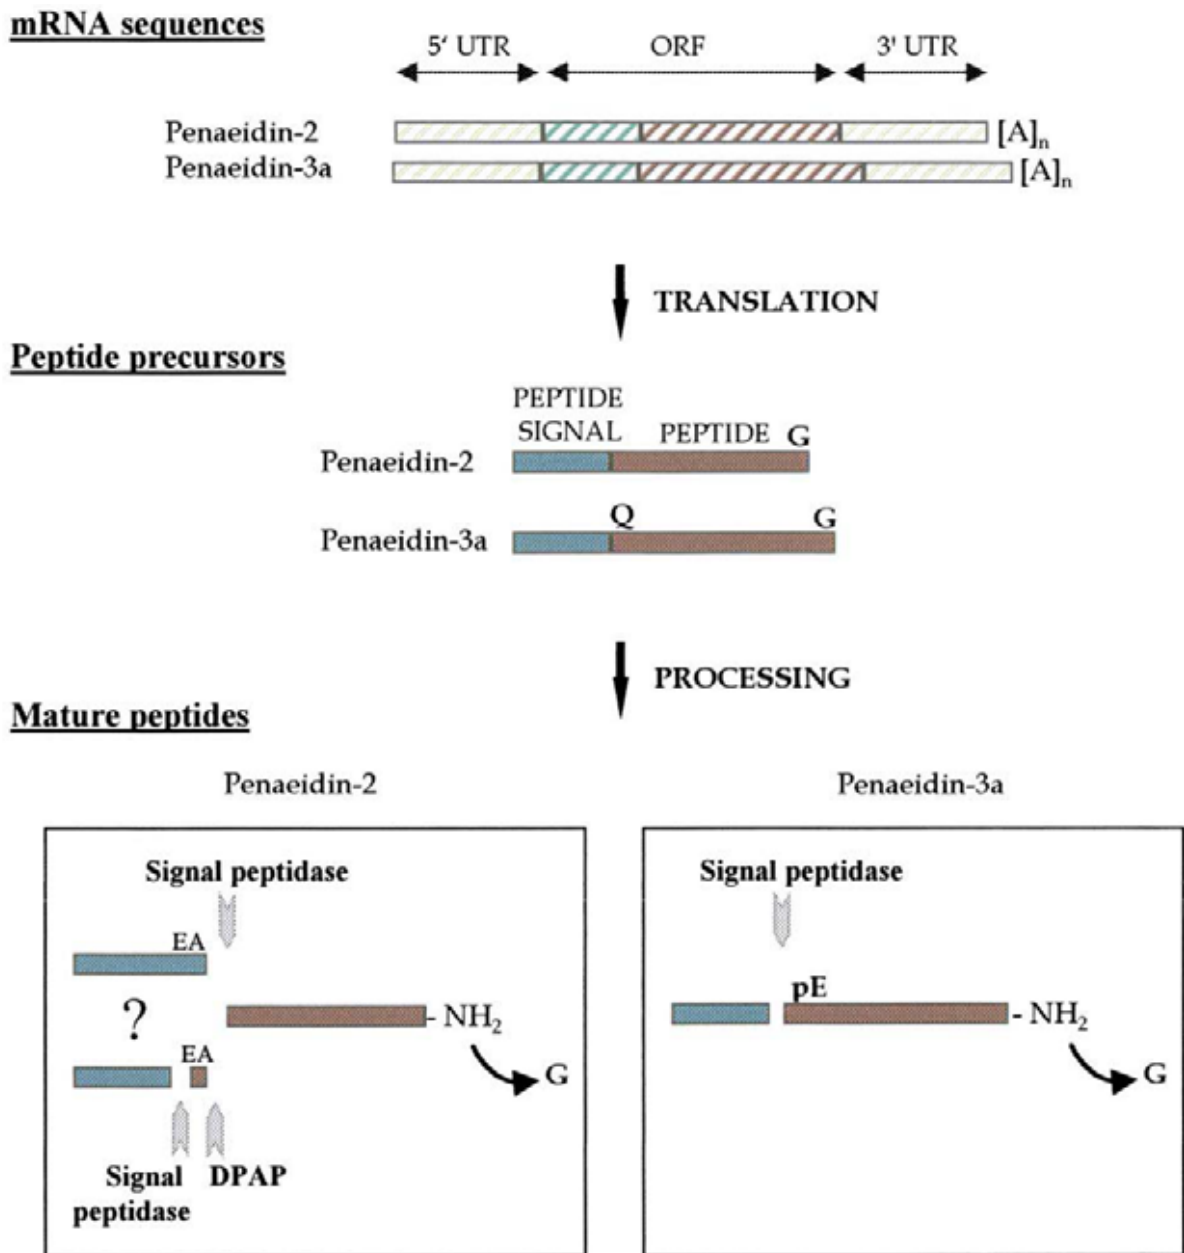 mRNA sequences
5' UTR ORF 3' UTR
Penaeidin-2 [A]n
Penaeidin-3a [A]n
TRANSLATION
Peptide precursors
PEPTIDE
SIGNAL PEPTIDE G
Penaeidin-2
Q G
Penaeidin-3a
PROCESSING
Mature peptides
Penaeidin-2
Signal peptidase
EA
?
- NH2
EA
G
Signal DPAP
peptidase
Penaeidin-3a
Signal peptidase
pE
- NH2
G